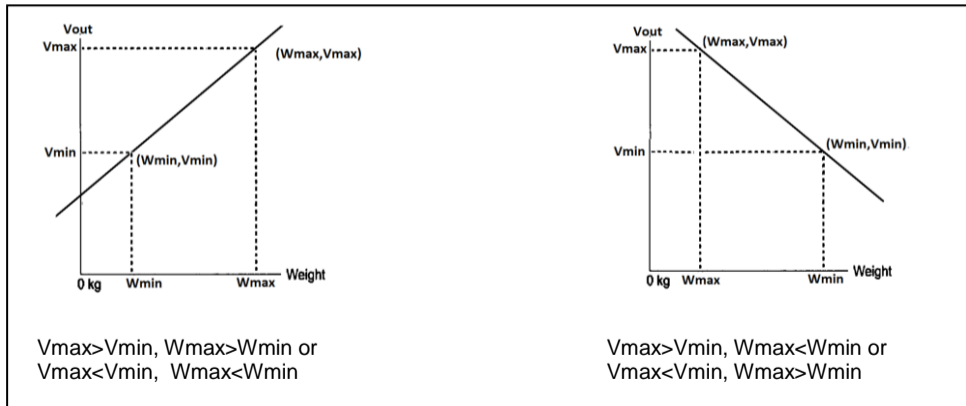 Vout
Vmax
(Wmax,Vmax)
Vmin
(Wmin,Vmin)
0 kg
Wmin
Wmax
Weight
Vmax>Vmin, Wmax>Wmin or
Vmax<Vmin, Wmax<Wmin
Vout
Vmax
(Wmax,Vmax)
Vmin
(Wmin,Vmin)
0 kg
Wmax
Wmin
Weight
Vmax>Vmin, Wmax<Wmin or
Vmax<Vmin, Wmax>Wmin